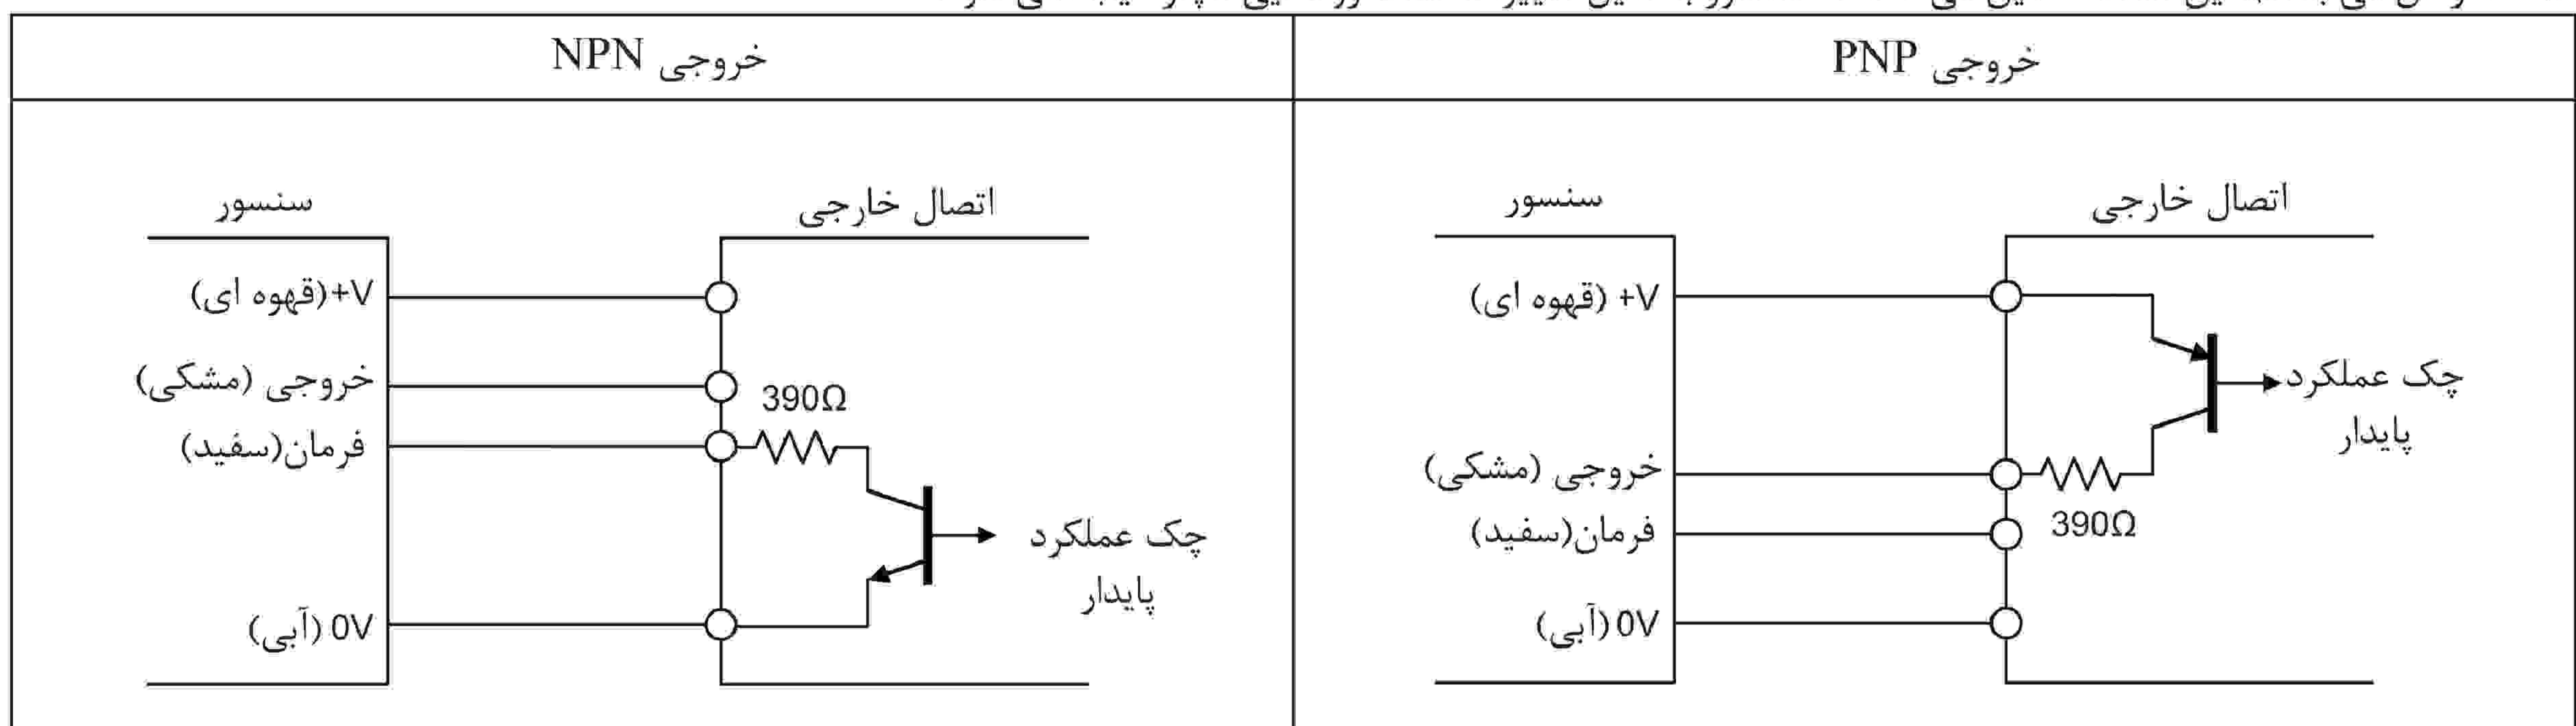 خروجی NPN
خروجی PNP
سنسور
اتصال خارجی
+V(قهوه ای)
خروجی (مشکی)
390Ω
فرمان(سفید)
چک عملکرد
پایدار
0V (آبی)
سنسور
اتصال خارجی
+V (قهوه ای)
چک عملکرد
پایدار
خروجی (مشکی)
390Ω
فرمان(سفید)
0V (آبی)